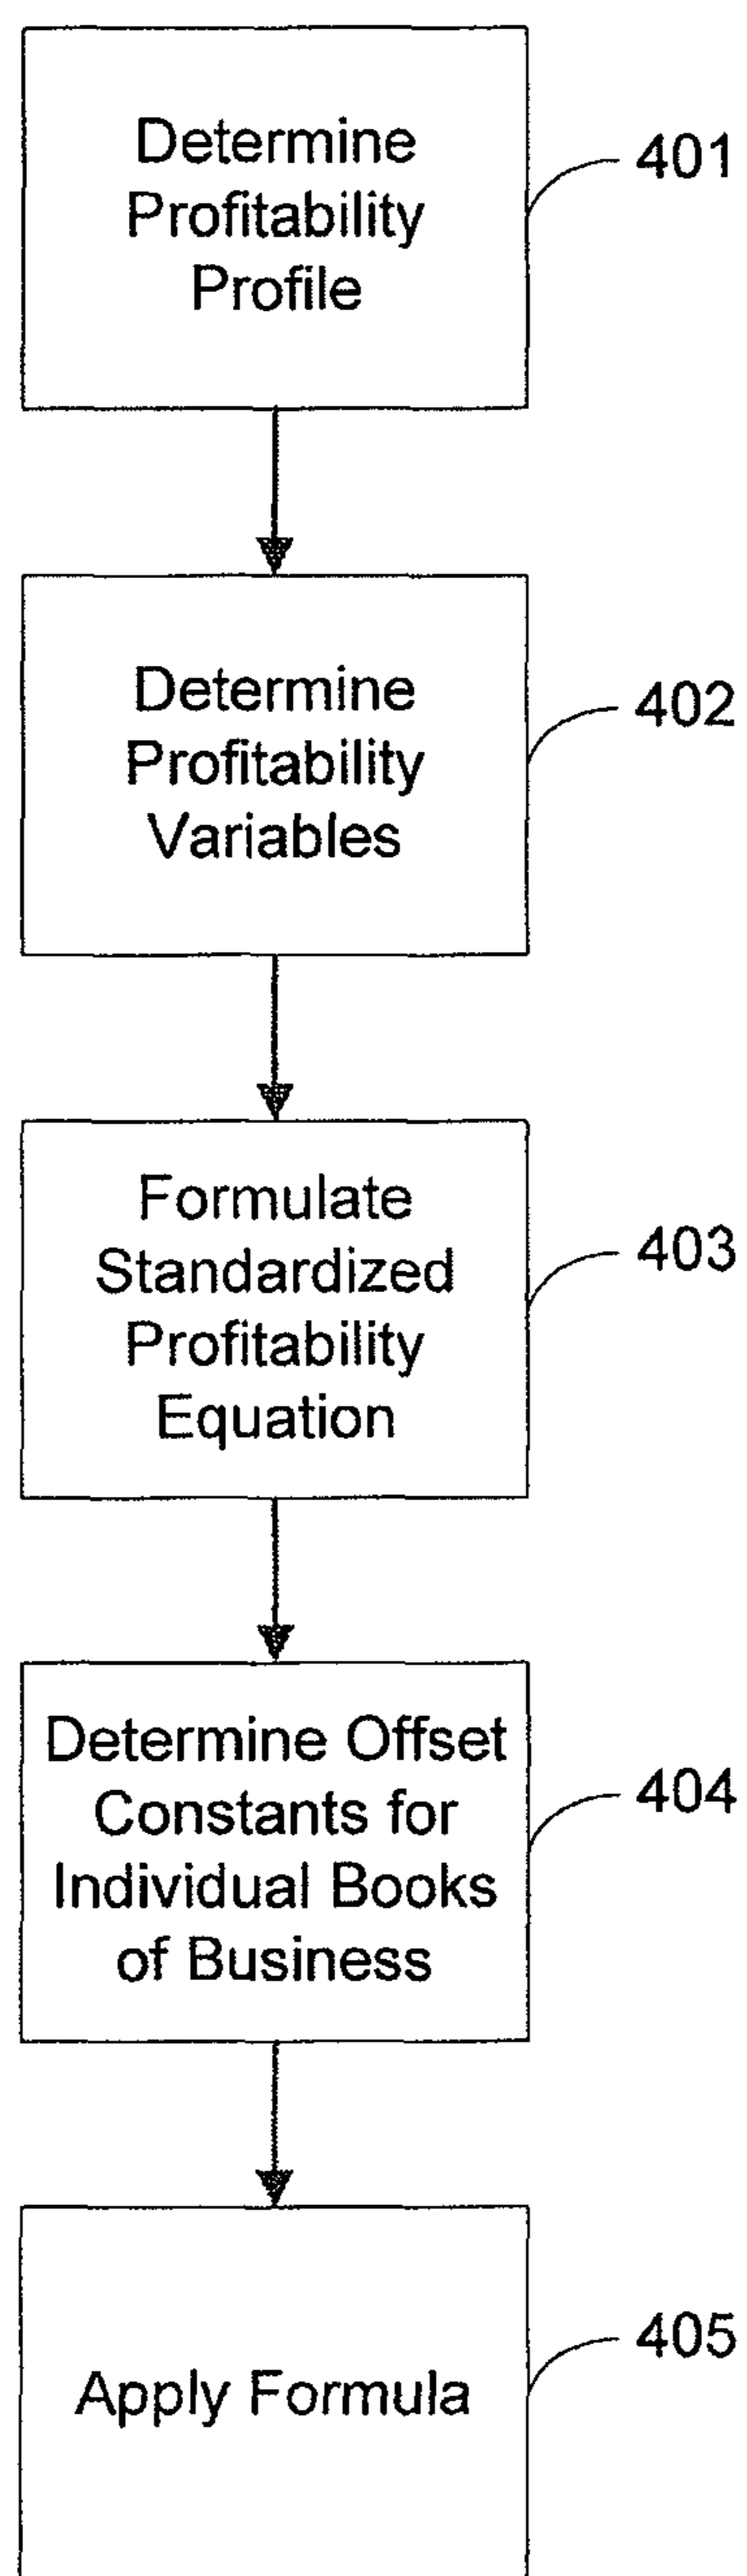 Determine
Profitability
Profile
401
Determine
Profitability
Variables
402
Formulate
Standardized
Profitability
Equation
403
Determine Offset
Constants for
Individual Books
of Business
404
Apply Formula
405